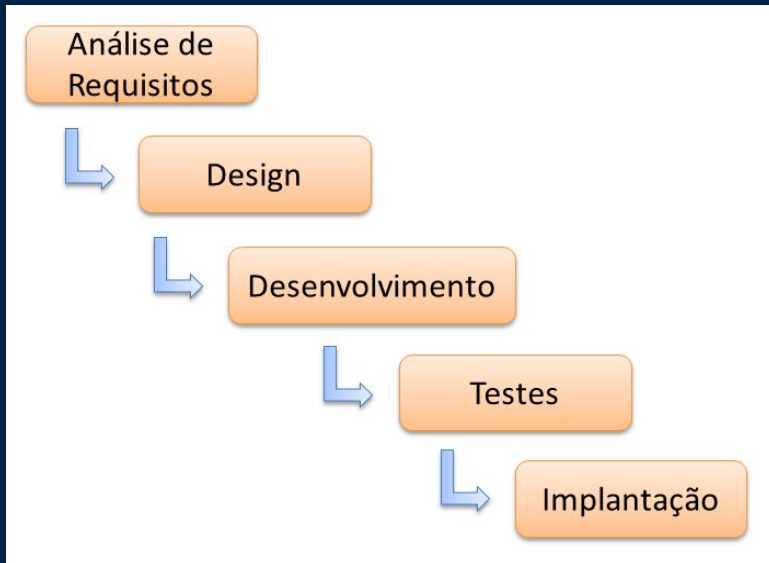 Análise de
Requisitos
Design
Desenvolvimento
Testes
Implantação